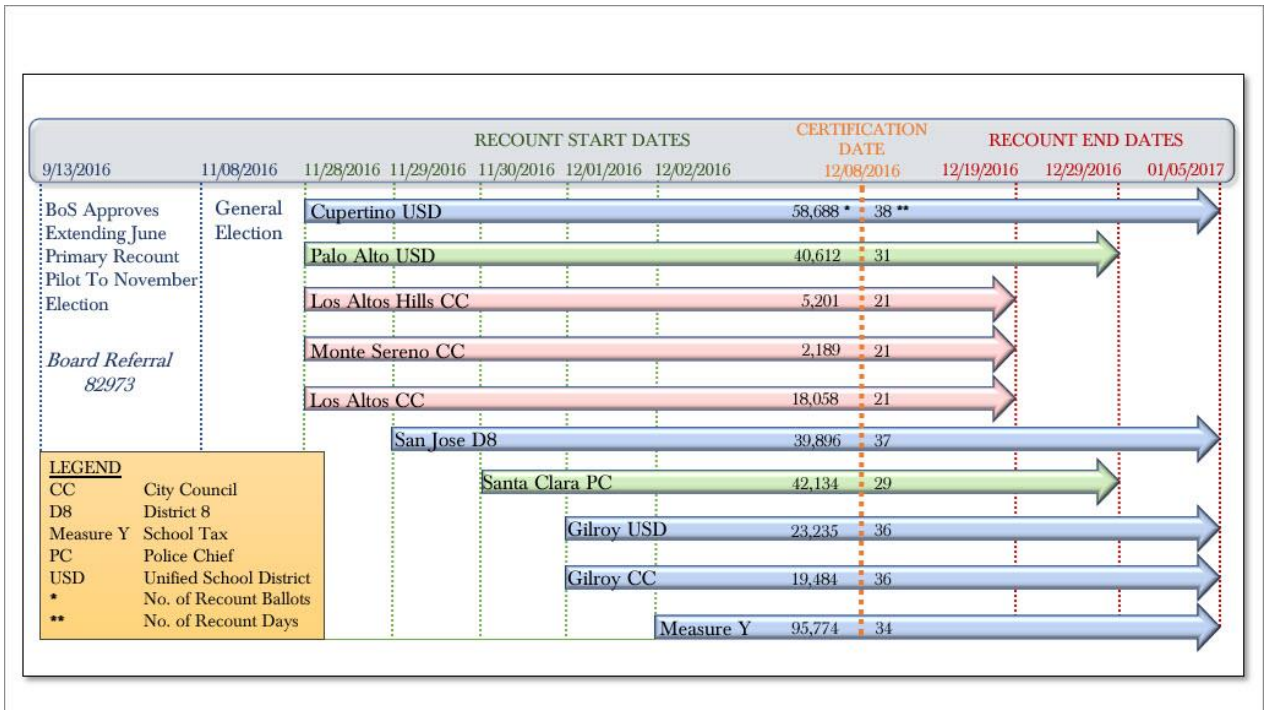 RECOUNT START DATES
CERTIFICATION
DATE
RECOUNT END DATES
9/13/2016 11/08/2016 11/28/2016 11/29/2016 11/30/2016 12/01/2016 12/02/2016 12/08/2016 12/19/2016 12/29/2016 01/05/2017
BoS Approves
Extending June
Primary Recount
Pilot To November
Election
Board Referral
82973
General
Election
Cupertino USD 58,688 * 38 **
Palo Alto USD 40,612 31
Los Altos Hills CC 5,201 21
Monte Sereno CC 2,189 21
Los Altos CC 18,058 21
San Jose D8 39,896 37
Santa Clara PC 42,134 29
Gilroy USD 23,235 36
Gilroy CC 19,484 36
Measure Y 95,774 34
LEGEND
CC City Council
D8 District 8
Measure Y School Tax
PC Police Chief
USD Unified School District
* No. of Recount Ballots
** No. of Recount Days